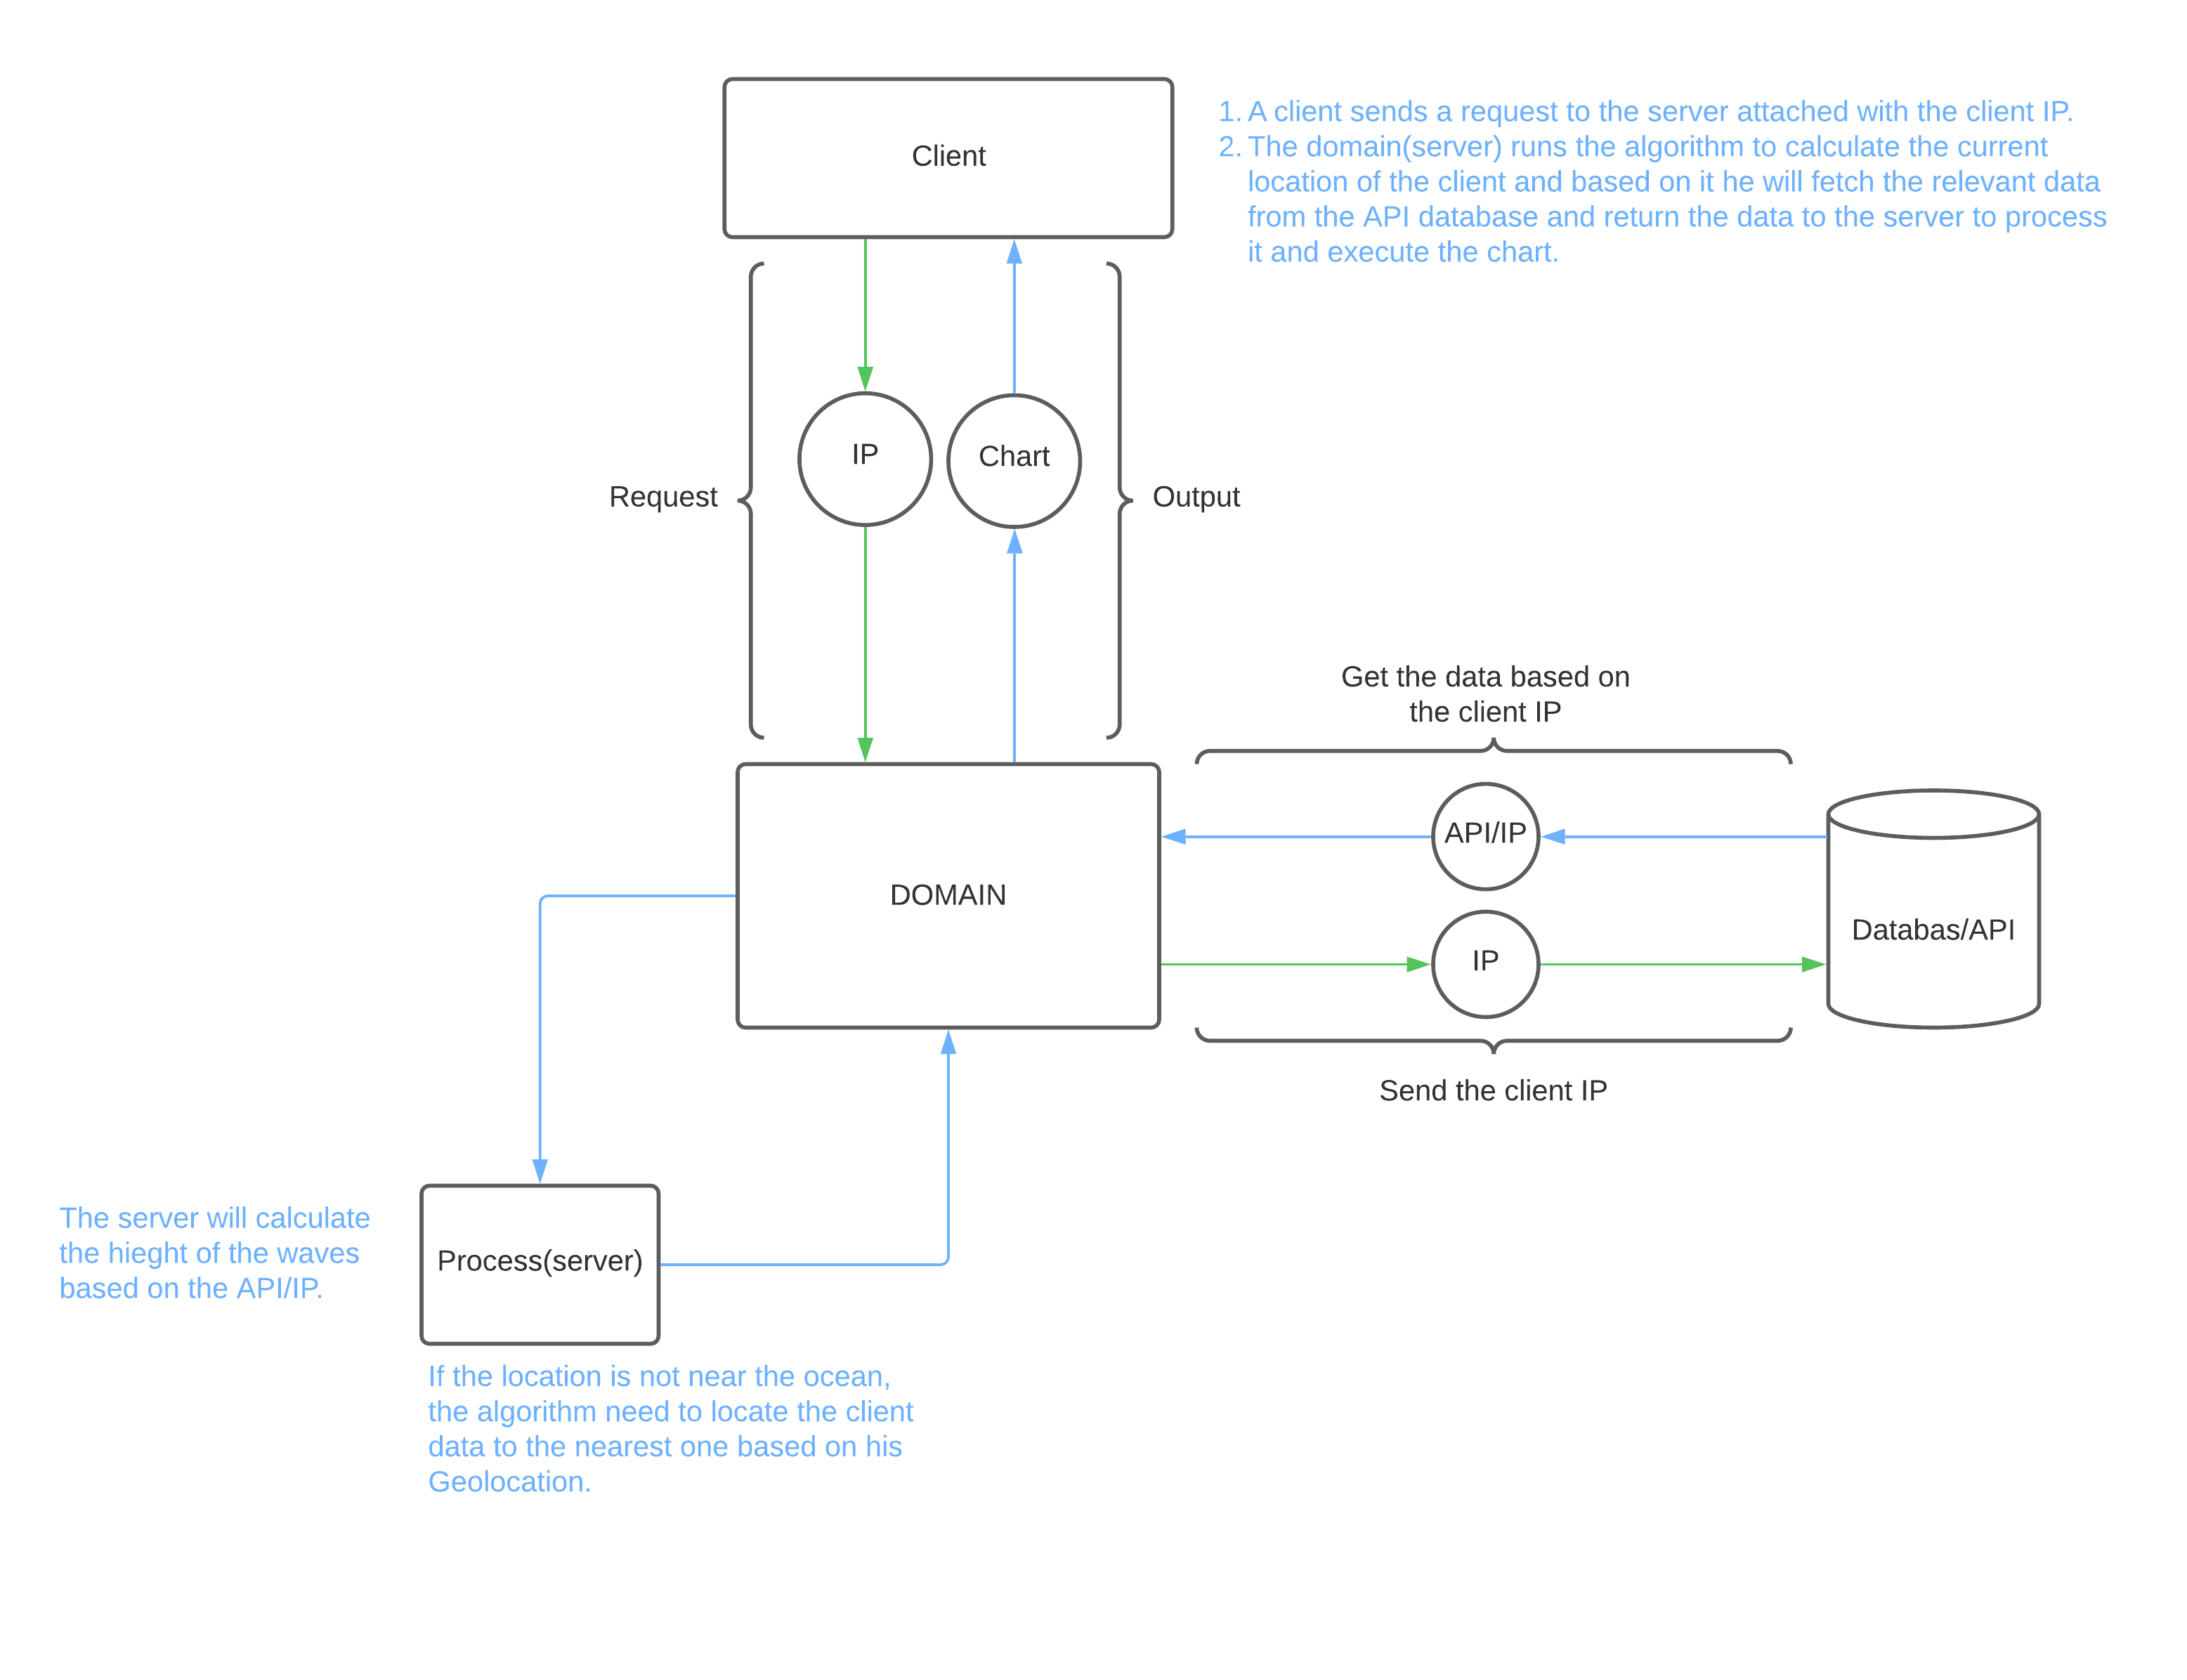 Client
1. A client sends a request to the server attached with the client IP.
2. The domain(server) runs the algorithm to calculate the current
location of the client and based on it he will fetch the relevant data
from the API database and return the data to the server to process
it and execute the chart.
IP
Chart
Request
Output
Get the data based on
the client IP
API/IP
DOMAIN
Databas/API
IP
Send the client IP
The server will calculate
the hieght of the waves
based on the API/IP.
Process(server)
If the location is not near the ocean,
the algorithm need to locate the client
data to the nearest one based on his
Geolocation.